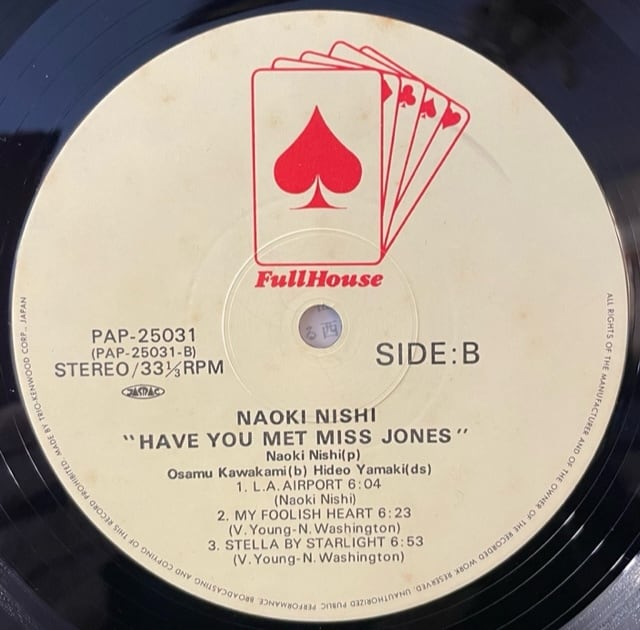 FullHouse
PAP-25031
(PAP-25031-B)
STEREO/33⅓RPM
JASRAC
SIDE:B
る 西
NAOKI NISHI
"HAVE YOU MET MISS JONES"
Naoki Nishi(p)
Osamu Kawakami(b) Hideo Yamaki(ds)
1. L.A. AIRPORT 6:04
(Naoki Nishi)
2. MY FOOLISH HEART 6:23
(V. Young-N. Washington)
3. STELLA BY STARLIGHT 6:53
(V. Young-N. Washington)
ALL RIGHTS OF THE MANUFACTURER AND OF THE OWNER OF THE RECORDED WORK RESERVED. UNAUTHORIZED PUBLIC PERFORMANCE, BROADCASTING AND COPYING OF THIS RECORD PROHIBITED. MADE BY TRIO-KENWOOD CORP., JAPAN